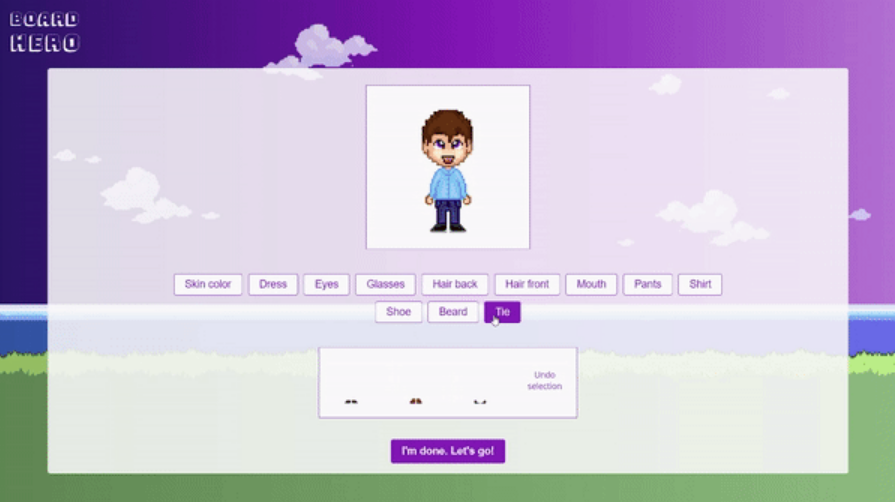 BOARD
HERO
Skin color
Dress
Eyes
Glasses
Hair back
Hair front
Mouth
Pants
Shirt
Shoe
Beard
Tie
Undo
selection
I'm done. Let's go!